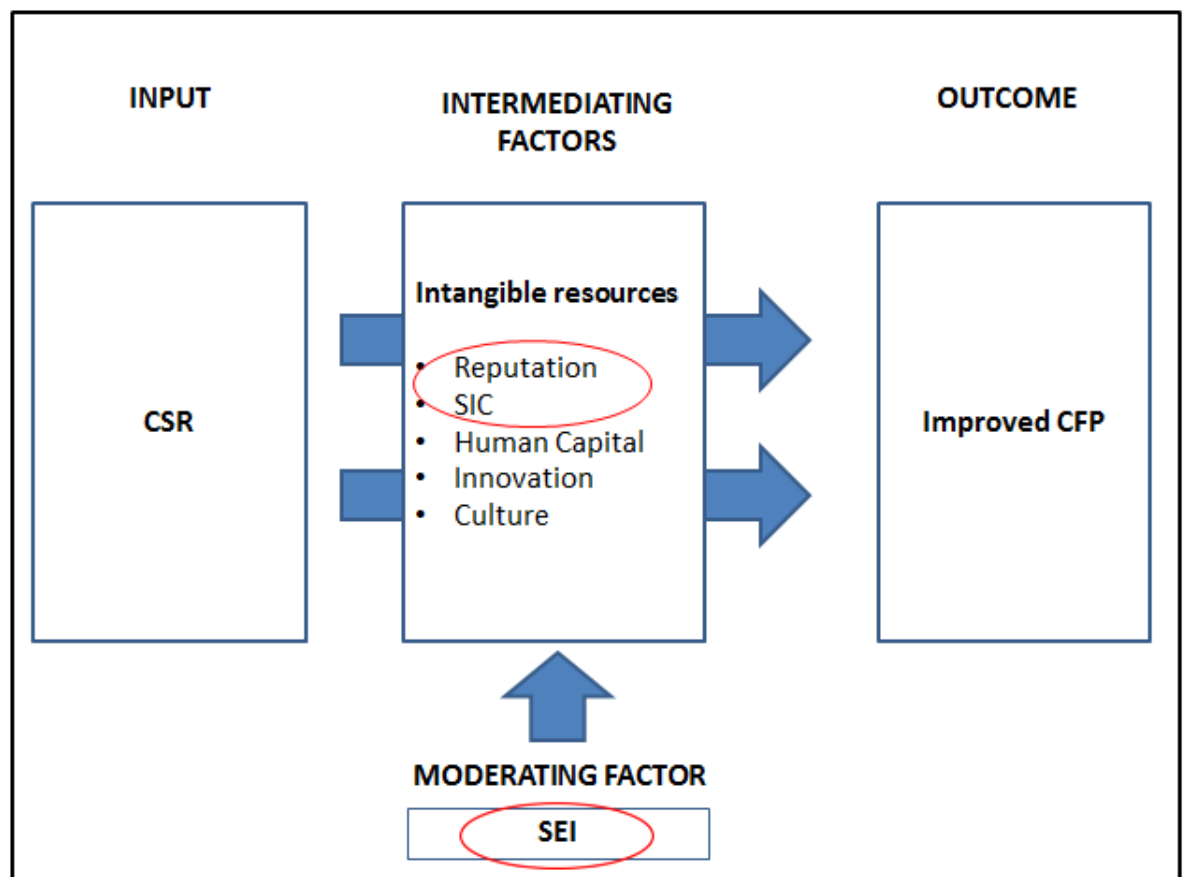 INPUT
INTERMEDIATING
FACTORS
OUTCOME
CSR
Intangible resources
• Reputation
• SIC
• Human Capital
• Innovation
• Culture
Improved CFP
MODERATING FACTOR
SEI